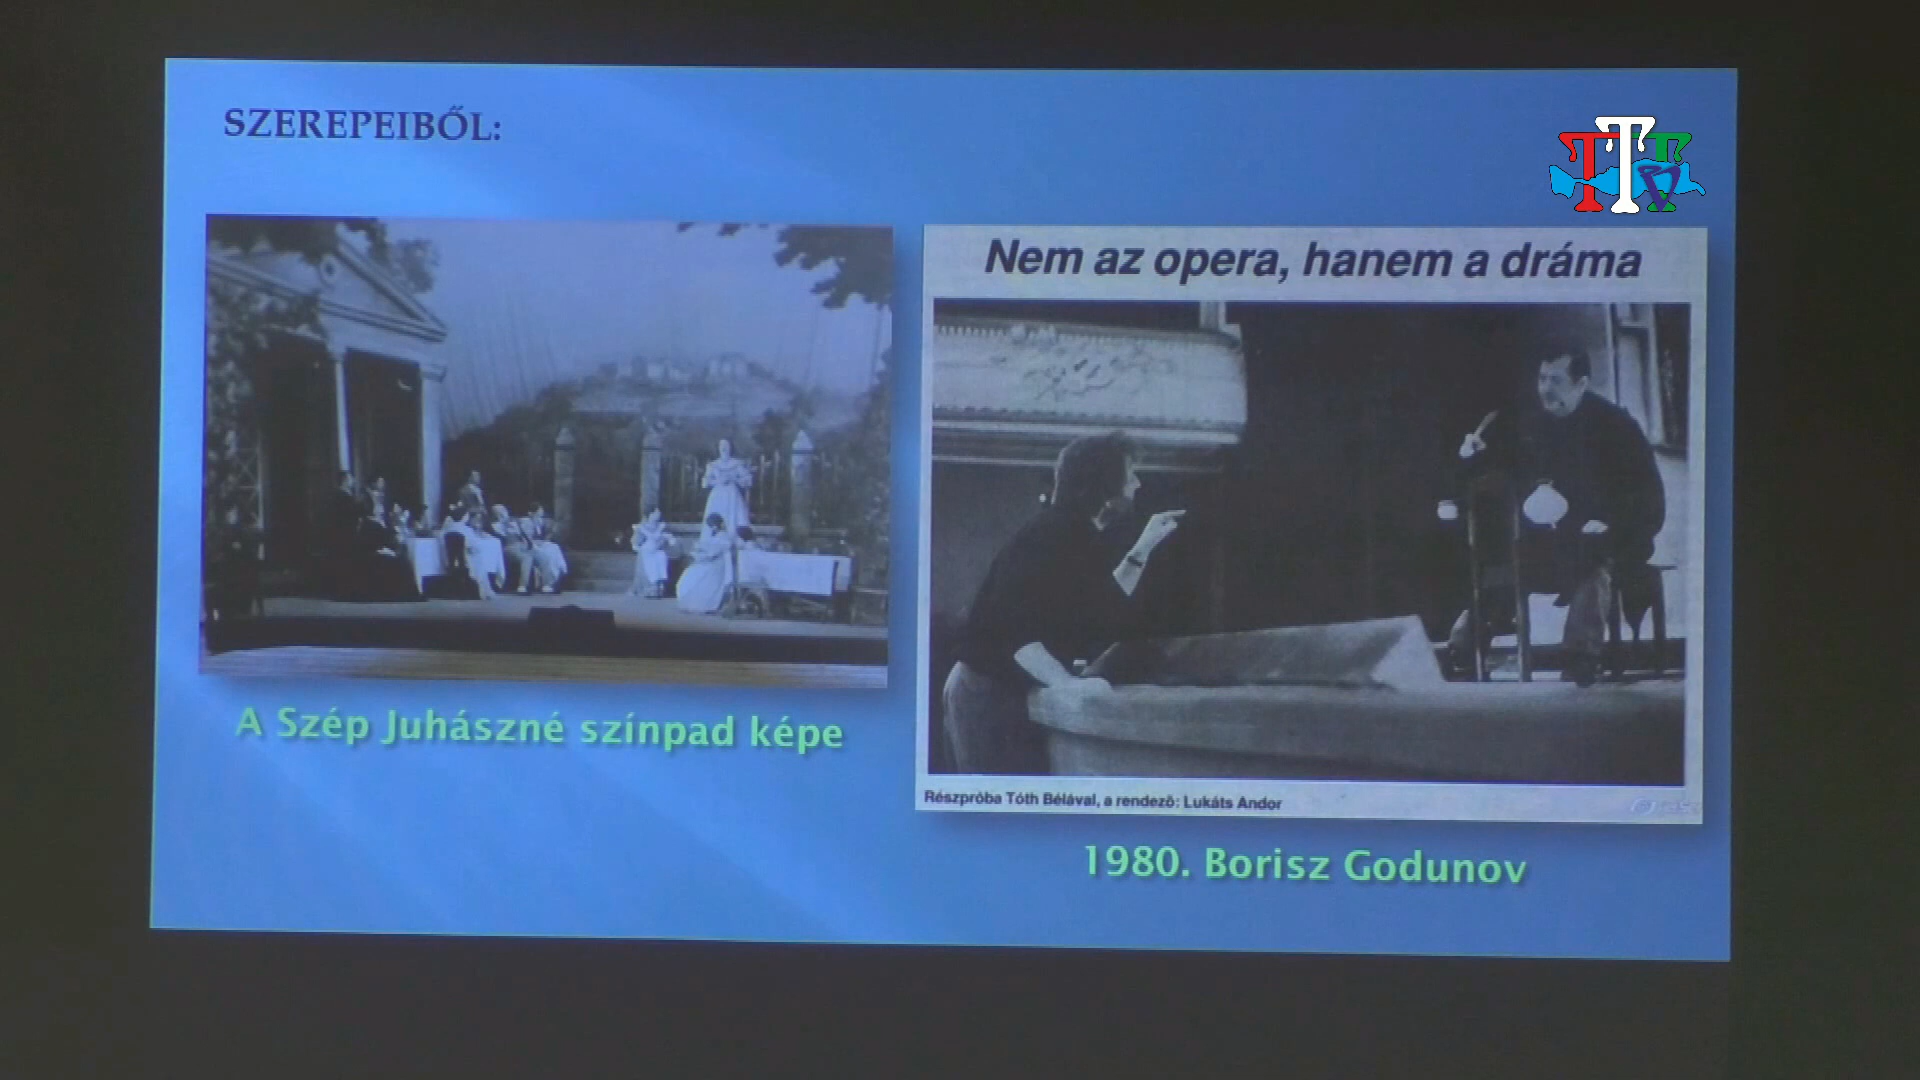 SZEREPEIBŐL:
Nem az opera, hanem a dráma
A Szép Juhászné színpad képe
Részpróba Tóth Bélával, a rendező: Lukáts Andor
1980. Borisz Godunov